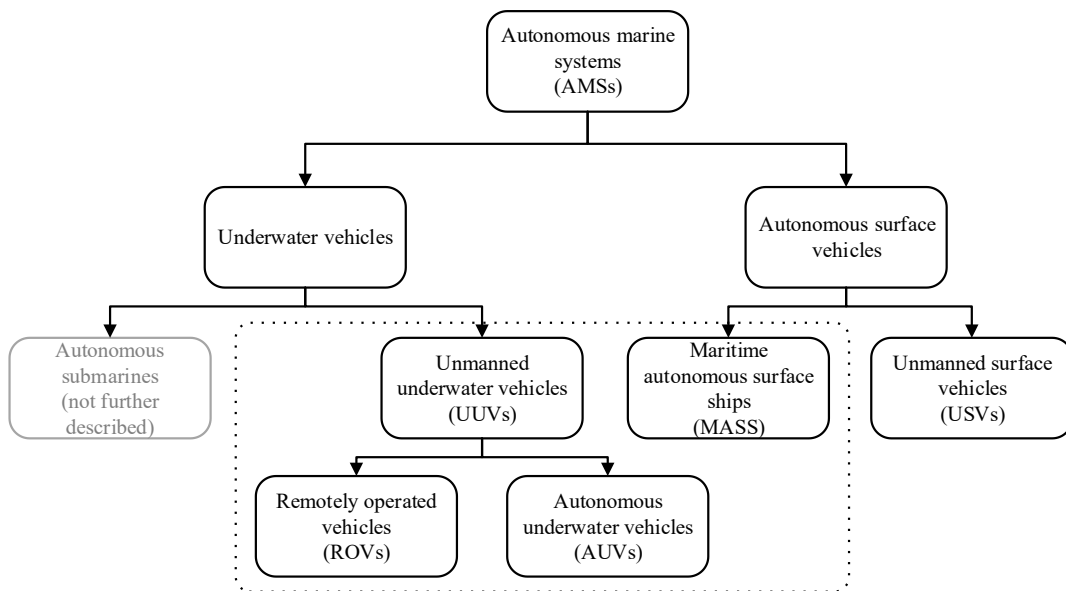 Autonomous marine
systems
(AMSs)
Underwater vehicles
Autonomous surface
vehicles
Autonomous
submarines
(not further
described)
Unmanned
underwater vehicles
(UUVs)
Maritime
autonomous surface
ships
(MASS)
Unmanned surface
vehicles
(USVs)
Remotely operated
vehicles
(ROVs)
Autonomous
underwater vehicles
(AUVs)